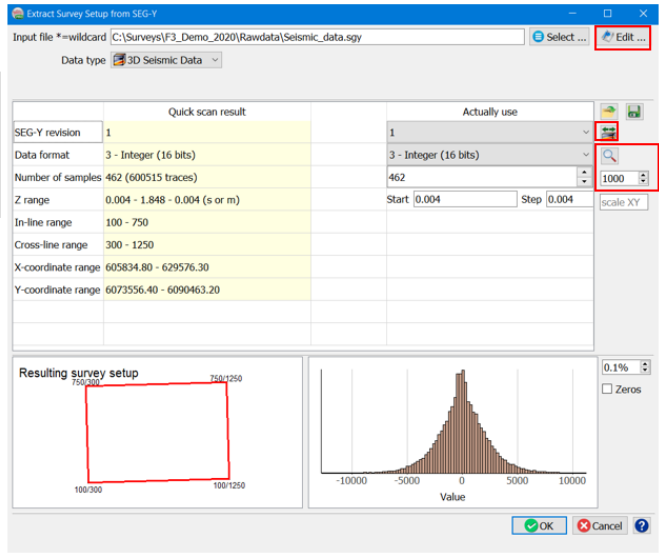 Extract Survey Setup from SEG-Y
Input file *=wildcard C:\Surveys\F3_Demo_2020\Rawdata\Seismic_data.sgy Select ... Edit ...
Data type 3D Seismic Data
Quick scan result Actually use
SEG-Y revision 1 1
Data format 3 - Integer (16 bits) 3 - Integer (16 bits)
Number of samples 462 (600515 traces) 462 1000
Z range 0.004 - 1.848 - 0.004 (s or m) Start 0.004 Step 0.004 scale XY
In-line range 100 - 750
Cross-line range 300 - 1250
X-coordinate range 605834.80 - 629576.30
Y-coordinate range 6073556.40 - 6090463.20
Resulting survey setup 0.1%
750/300 750/1250
Zeros
100/300 100/1250
-10000 -5000 0 5000 10000
Value
OK Cancel ?